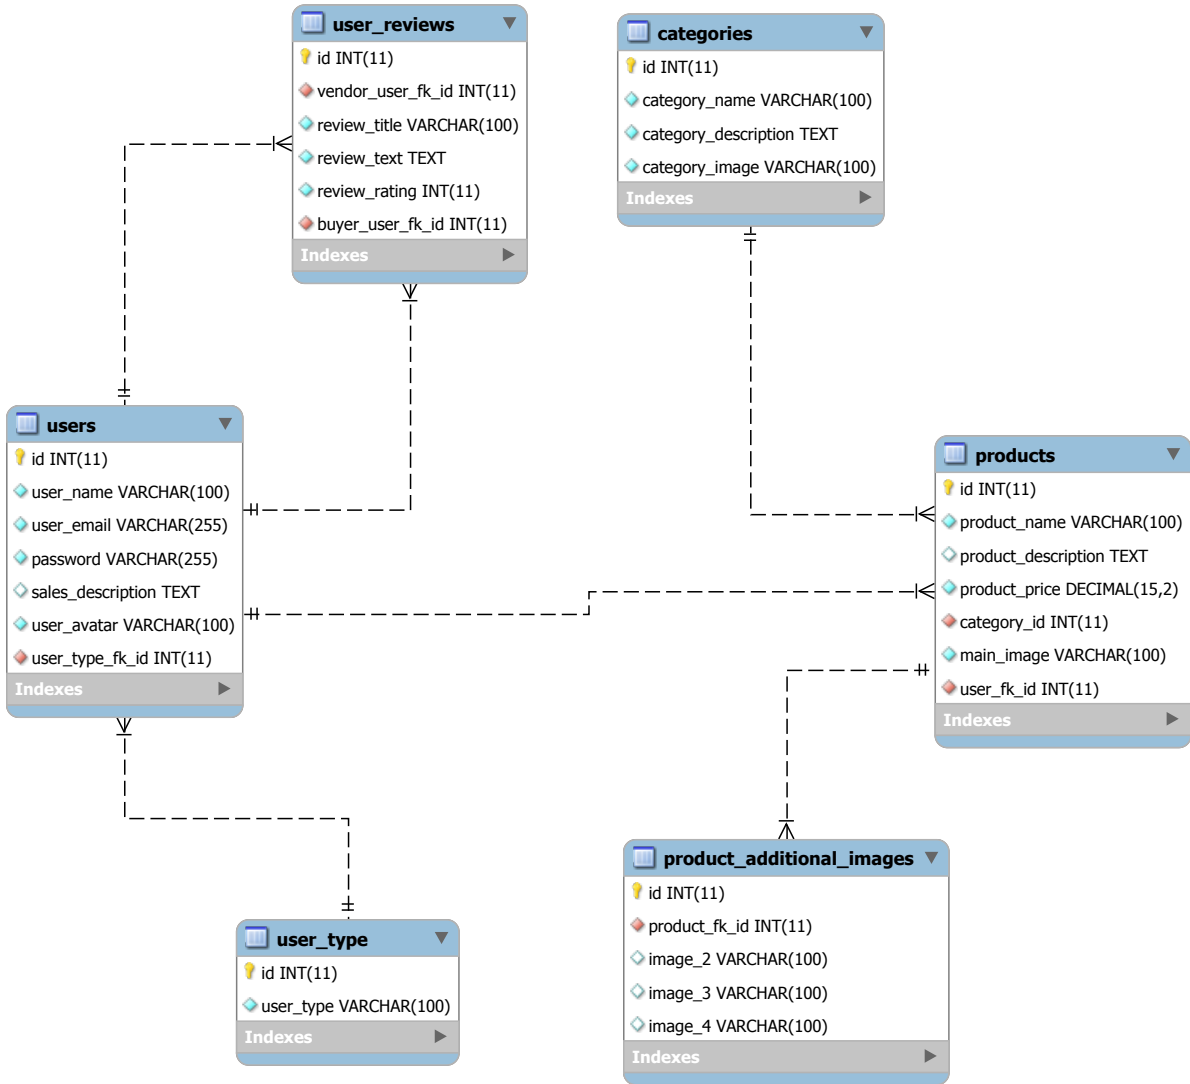 user_reviews
id INT(11)
vendor_user_fk_id INT(11)
review_title VARCHAR(100)
review_text TEXT
review_rating INT(11)
buyer_user_fk_id INT(11)
Indexes
categories
id INT(11)
category_name VARCHAR(100)
category_description TEXT
category_image VARCHAR(100)
Indexes
users
id INT(11)
user_name VARCHAR(100)
user_email VARCHAR(255)
password VARCHAR(255)
sales_description TEXT
user_avatar VARCHAR(100)
user_type_fk_id INT(11)
Indexes
products
id INT(11)
product_name VARCHAR(100)
product_description TEXT
product_price DECIMAL(15,2)
category_id INT(11)
main_image VARCHAR(100)
user_fk_id INT(11)
Indexes
product_additional_images
id INT(11)
product_fk_id INT(11)
image_2 VARCHAR(100)
image_3 VARCHAR(100)
image_4 VARCHAR(100)
Indexes
user_type
id INT(11)
user_type VARCHAR(100)
Indexes